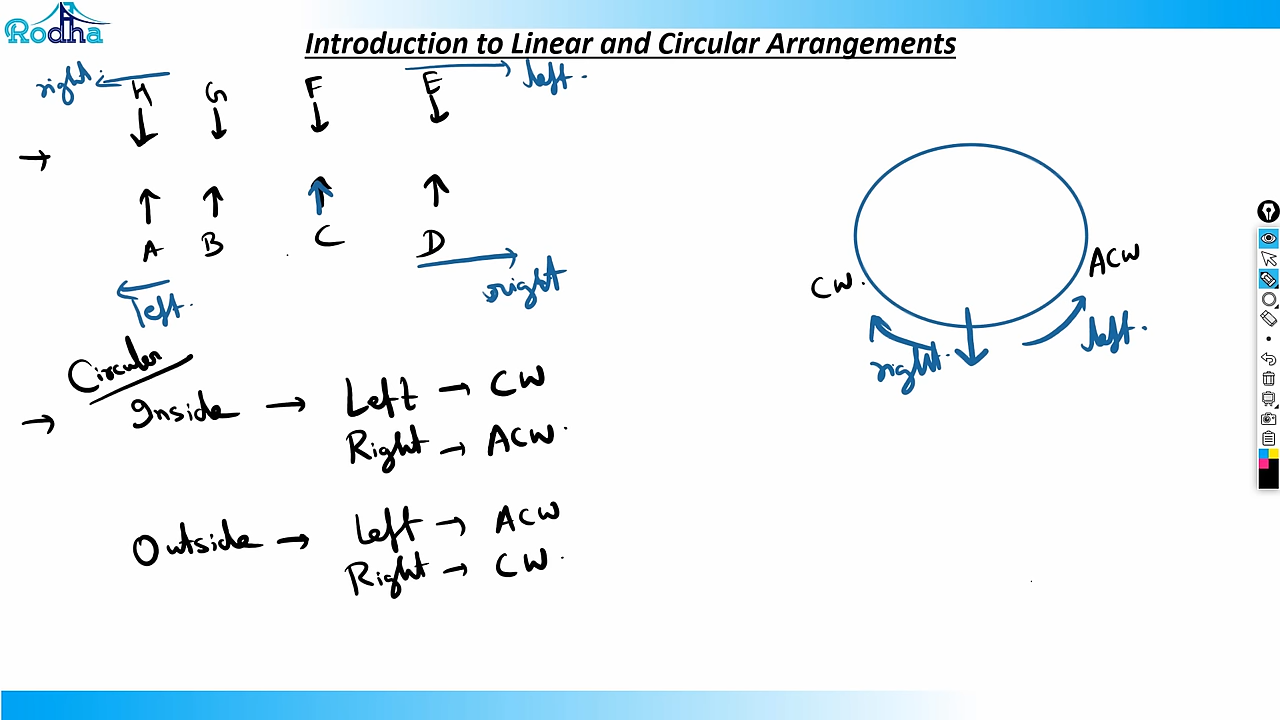 Rodha
Introduction to Linear and Circular Arrangements
right. H G F E left.
A B C D
left. right
Circular
Inside → Left → CW
Right → ACW.
Outside → Left → ACW
Right → CW.
CW. ACW
right. left.